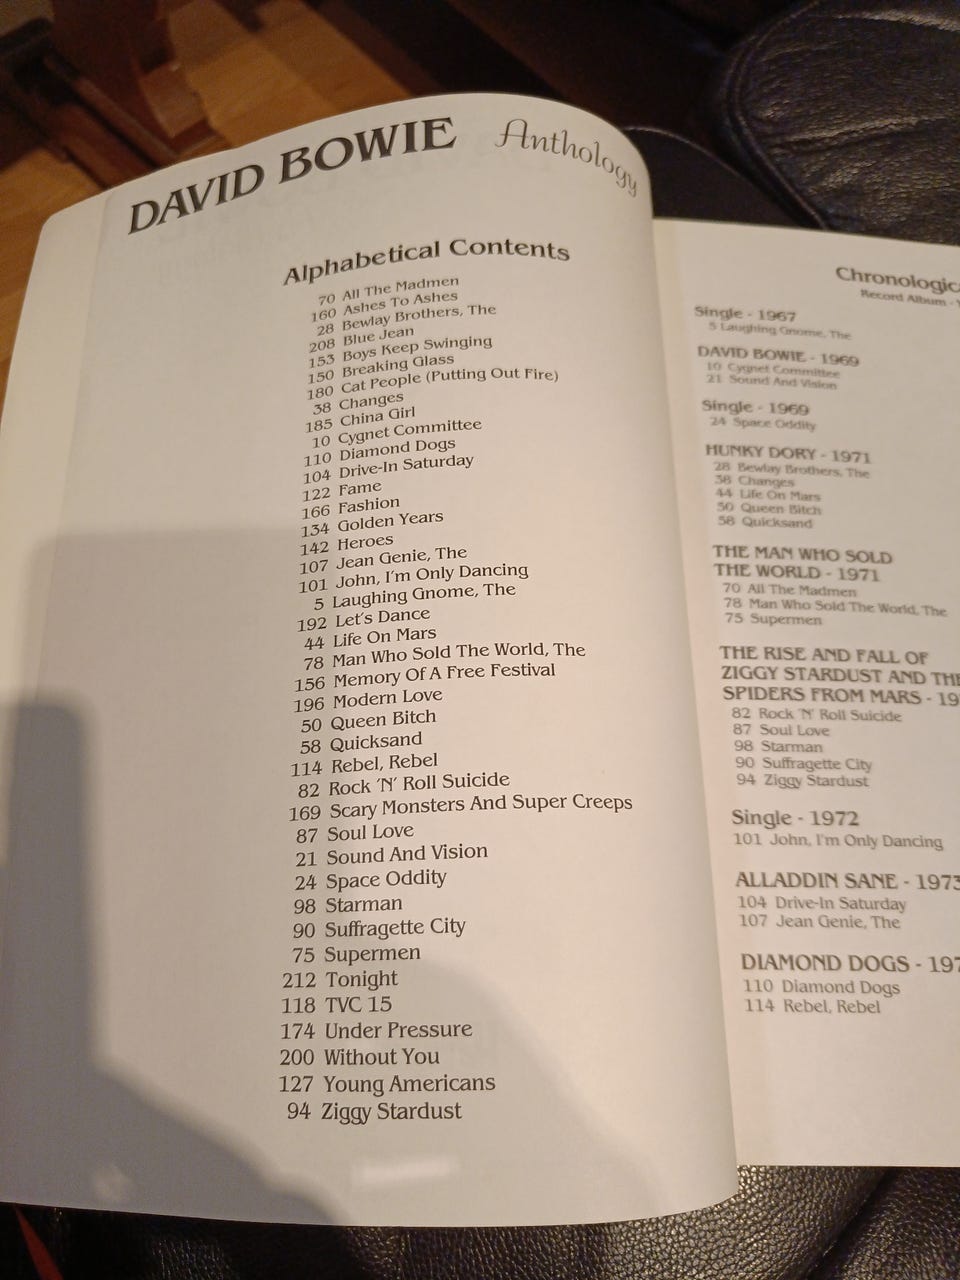 DAVID BOWIE Anthology
Alphabetical Contents
70 All The Madmen
160 Ashes To Ashes
28 Bewlay Brothers, The
208 Blue Jean
153 Boys Keep Swinging
150 Breaking Glass
180 Cat People (Putting Out Fire)
38 Changes
185 China Girl
10 Cygnet Committee
110 Diamond Dogs
104 Drive-In Saturday
122 Fame
166 Fashion
134 Golden Years
142 Heroes
107 Jean Genie, The
101 John, I'm Only Dancing
5 Laughing Gnome, The
192 Let's Dance
44 Life On Mars
78 Man Who Sold The World, The
156 Memory Of A Free Festival
196 Modern Love
50 Queen Bitch
58 Quicksand
114 Rebel, Rebel
82 Rock 'N' Roll Suicide
169 Scary Monsters And Super Creeps
87 Soul Love
21 Sound And Vision
24 Space Oddity
98 Starman
90 Suffragette City
75 Supermen
212 Tonight
118 TVC 15
174 Under Pressure
200 Without You
127 Young Americans
94 Ziggy Stardust
Chronologic
Record Album -
Single - 1967
5 Laughing Gnome, The
DAVID BOWIE - 1969
10 Cygnet Committee
21 Sound And Vision
Single - 1969
24 Space Oddity
HUNKY DORY - 1971
28 Bewlay Brothers, The
38 Changes
44 Life On Mars
50 Queen Bitch
58 Quicksand
THE MAN WHO SOLD
THE WORLD - 1971
70 All The Madmen
78 Man Who Sold The World, The
75 Supermen
THE RISE AND FALL OF
ZIGGY STARDUST AND THE
SPIDERS FROM MARS - 19
82 Rock 'N' Roll Suicide
87 Soul Love
98 Starman
90 Suffragette City
94 Ziggy Stardust
Single - 1972
101 John, I'm Only Dancing
ALLADDIN SANE - 1973
104 Drive-In Saturday
107 Jean Genie, The
DIAMOND DOGS - 197
110 Diamond Dogs
114 Rebel, Rebel